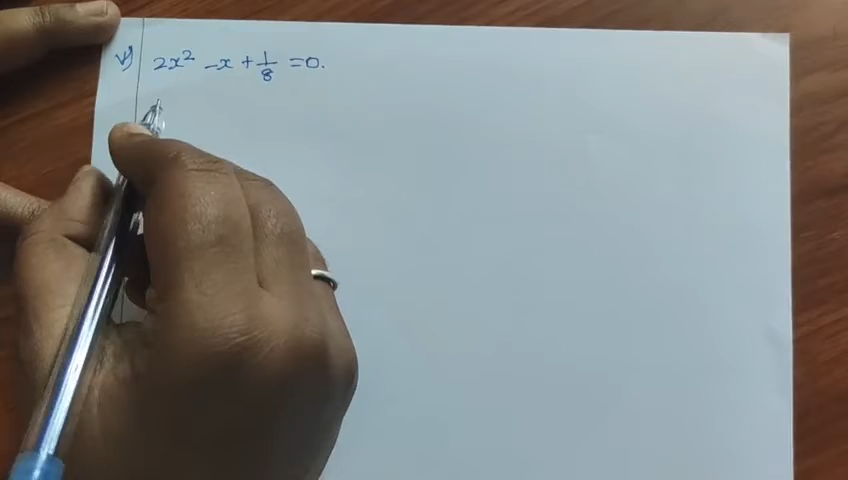 v) 2x² - x + 1/8 = 0.